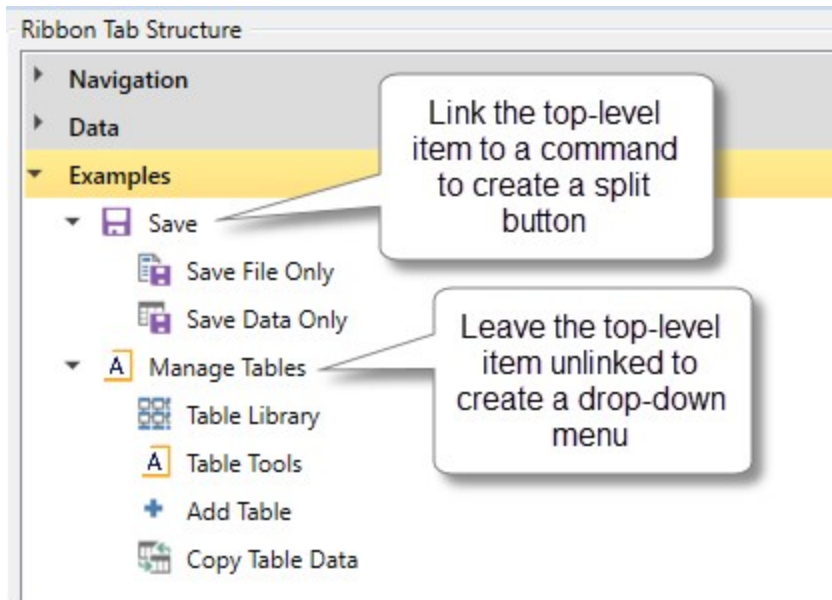 Ribbon Tab Structure
Navigation
Data
Examples
Link the top-level
item to a command
to create a split
button
Save
Save File Only
Save Data Only
A Manage Tables
Leave the top-level
item unlinked to
create a drop-down
menu
Table Library
A Table Tools
Add Table
Copy Table Data